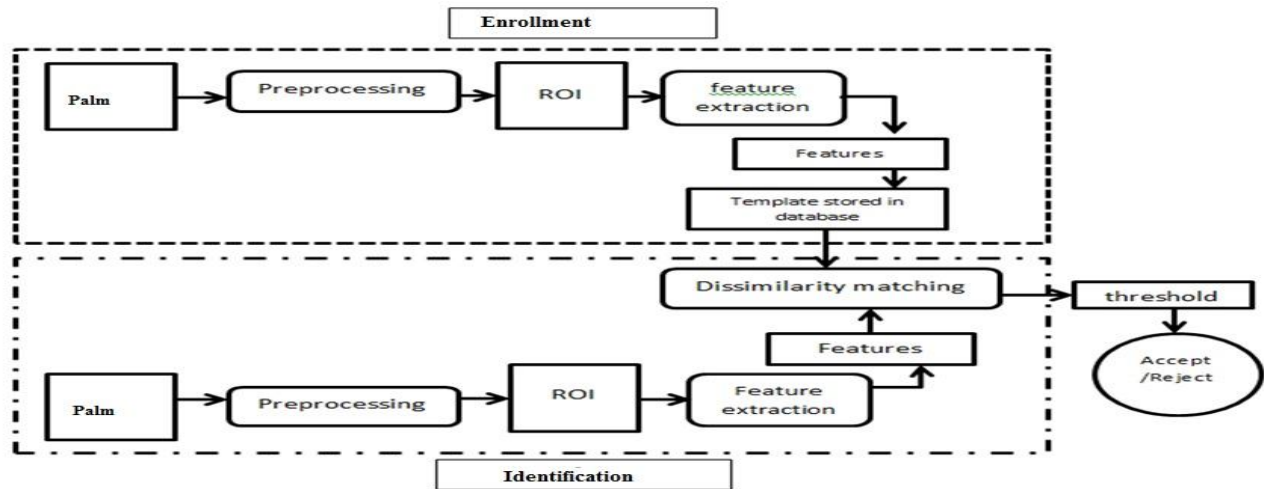 Enrollment
Palm
Preprocessing
ROI
feature
extraction
Features
Template stored in
database
Dissimilarity matching
threshold
Accept
/Reject
Features
Palm
Preprocessing
ROI
Feature
extraction
Identification